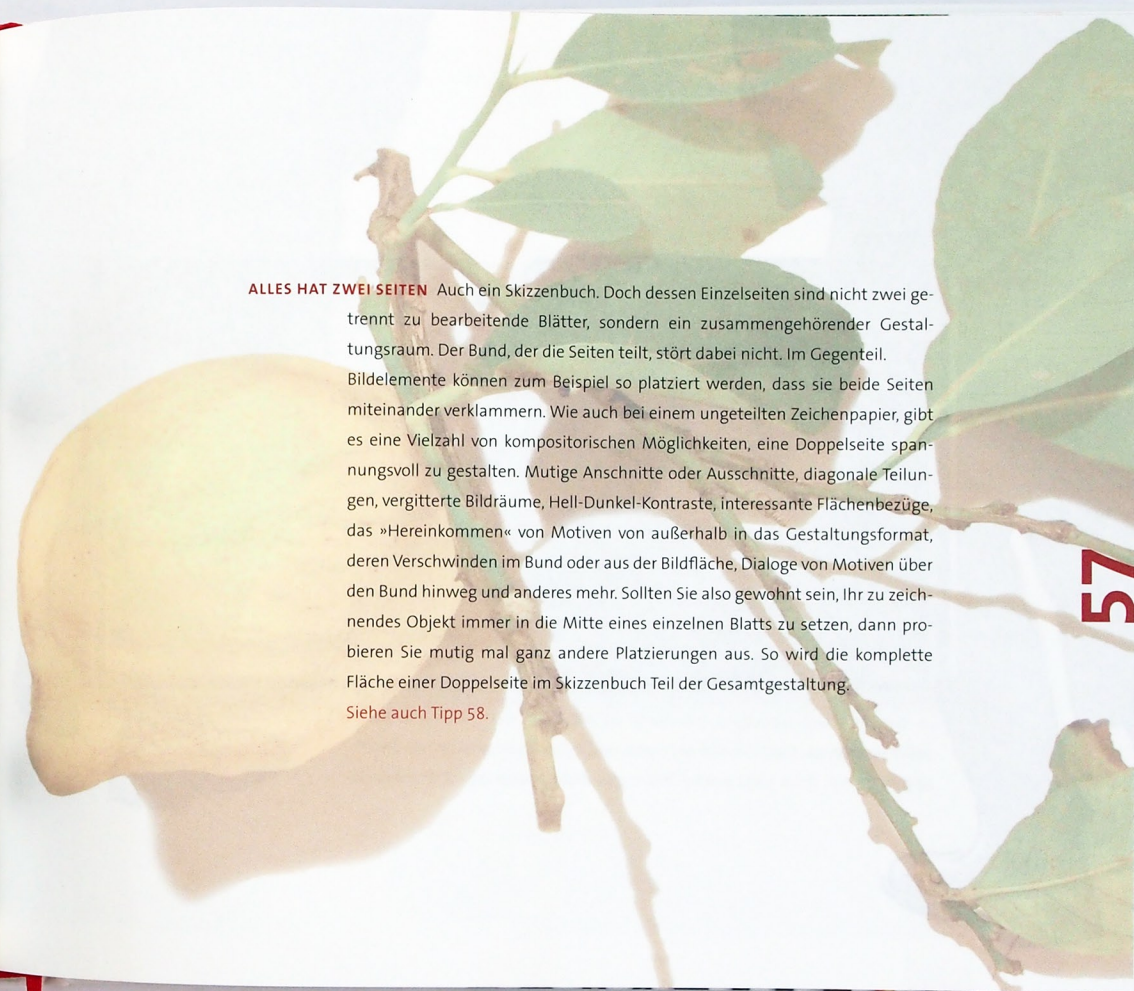 ALLES HAT ZWEI SEITEN Auch ein Skizzenbuch. Doch dessen Einzelseiten sind nicht zwei ge-
trennt zu bearbeitende Blätter, sondern ein zusammengehörender Gestal-
tungsraum. Der Bund, der die Seiten teilt, stört dabei nicht. Im Gegenteil.
Bildelemente können zum Beispiel so platziert werden, dass sie beide Seiten
miteinander verklammern. Wie auch bei einem ungeteilten Zeichenpapier, gibt
es eine Vielzahl von kompositorischen Möglichkeiten, eine Doppelseite span-
nungsvoll zu gestalten. Mutige Anschnitte oder Ausschnitte, diagonale Teilun-
gen, vergitterte Bildräume, Hell-Dunkel-Kontraste, interessante Flächenbezüge,
das »Hereinkommen« von Motiven von außerhalb in das Gestaltungsformat,
deren Verschwinden im Bund oder aus der Bildfläche, Dialoge von Motiven über
den Bund hinweg und anderes mehr. Sollten Sie also gewohnt sein, Ihr zu zeich-
nendes Objekt immer in die Mitte eines einzelnen Blatts zu setzen, dann pro-
bieren Sie mutig mal ganz andere Platzierungen aus. So wird die komplette
Fläche einer Doppelseite im Skizzenbuch Teil der Gesamtgestaltung.
Siehe auch Tipp 58.
57